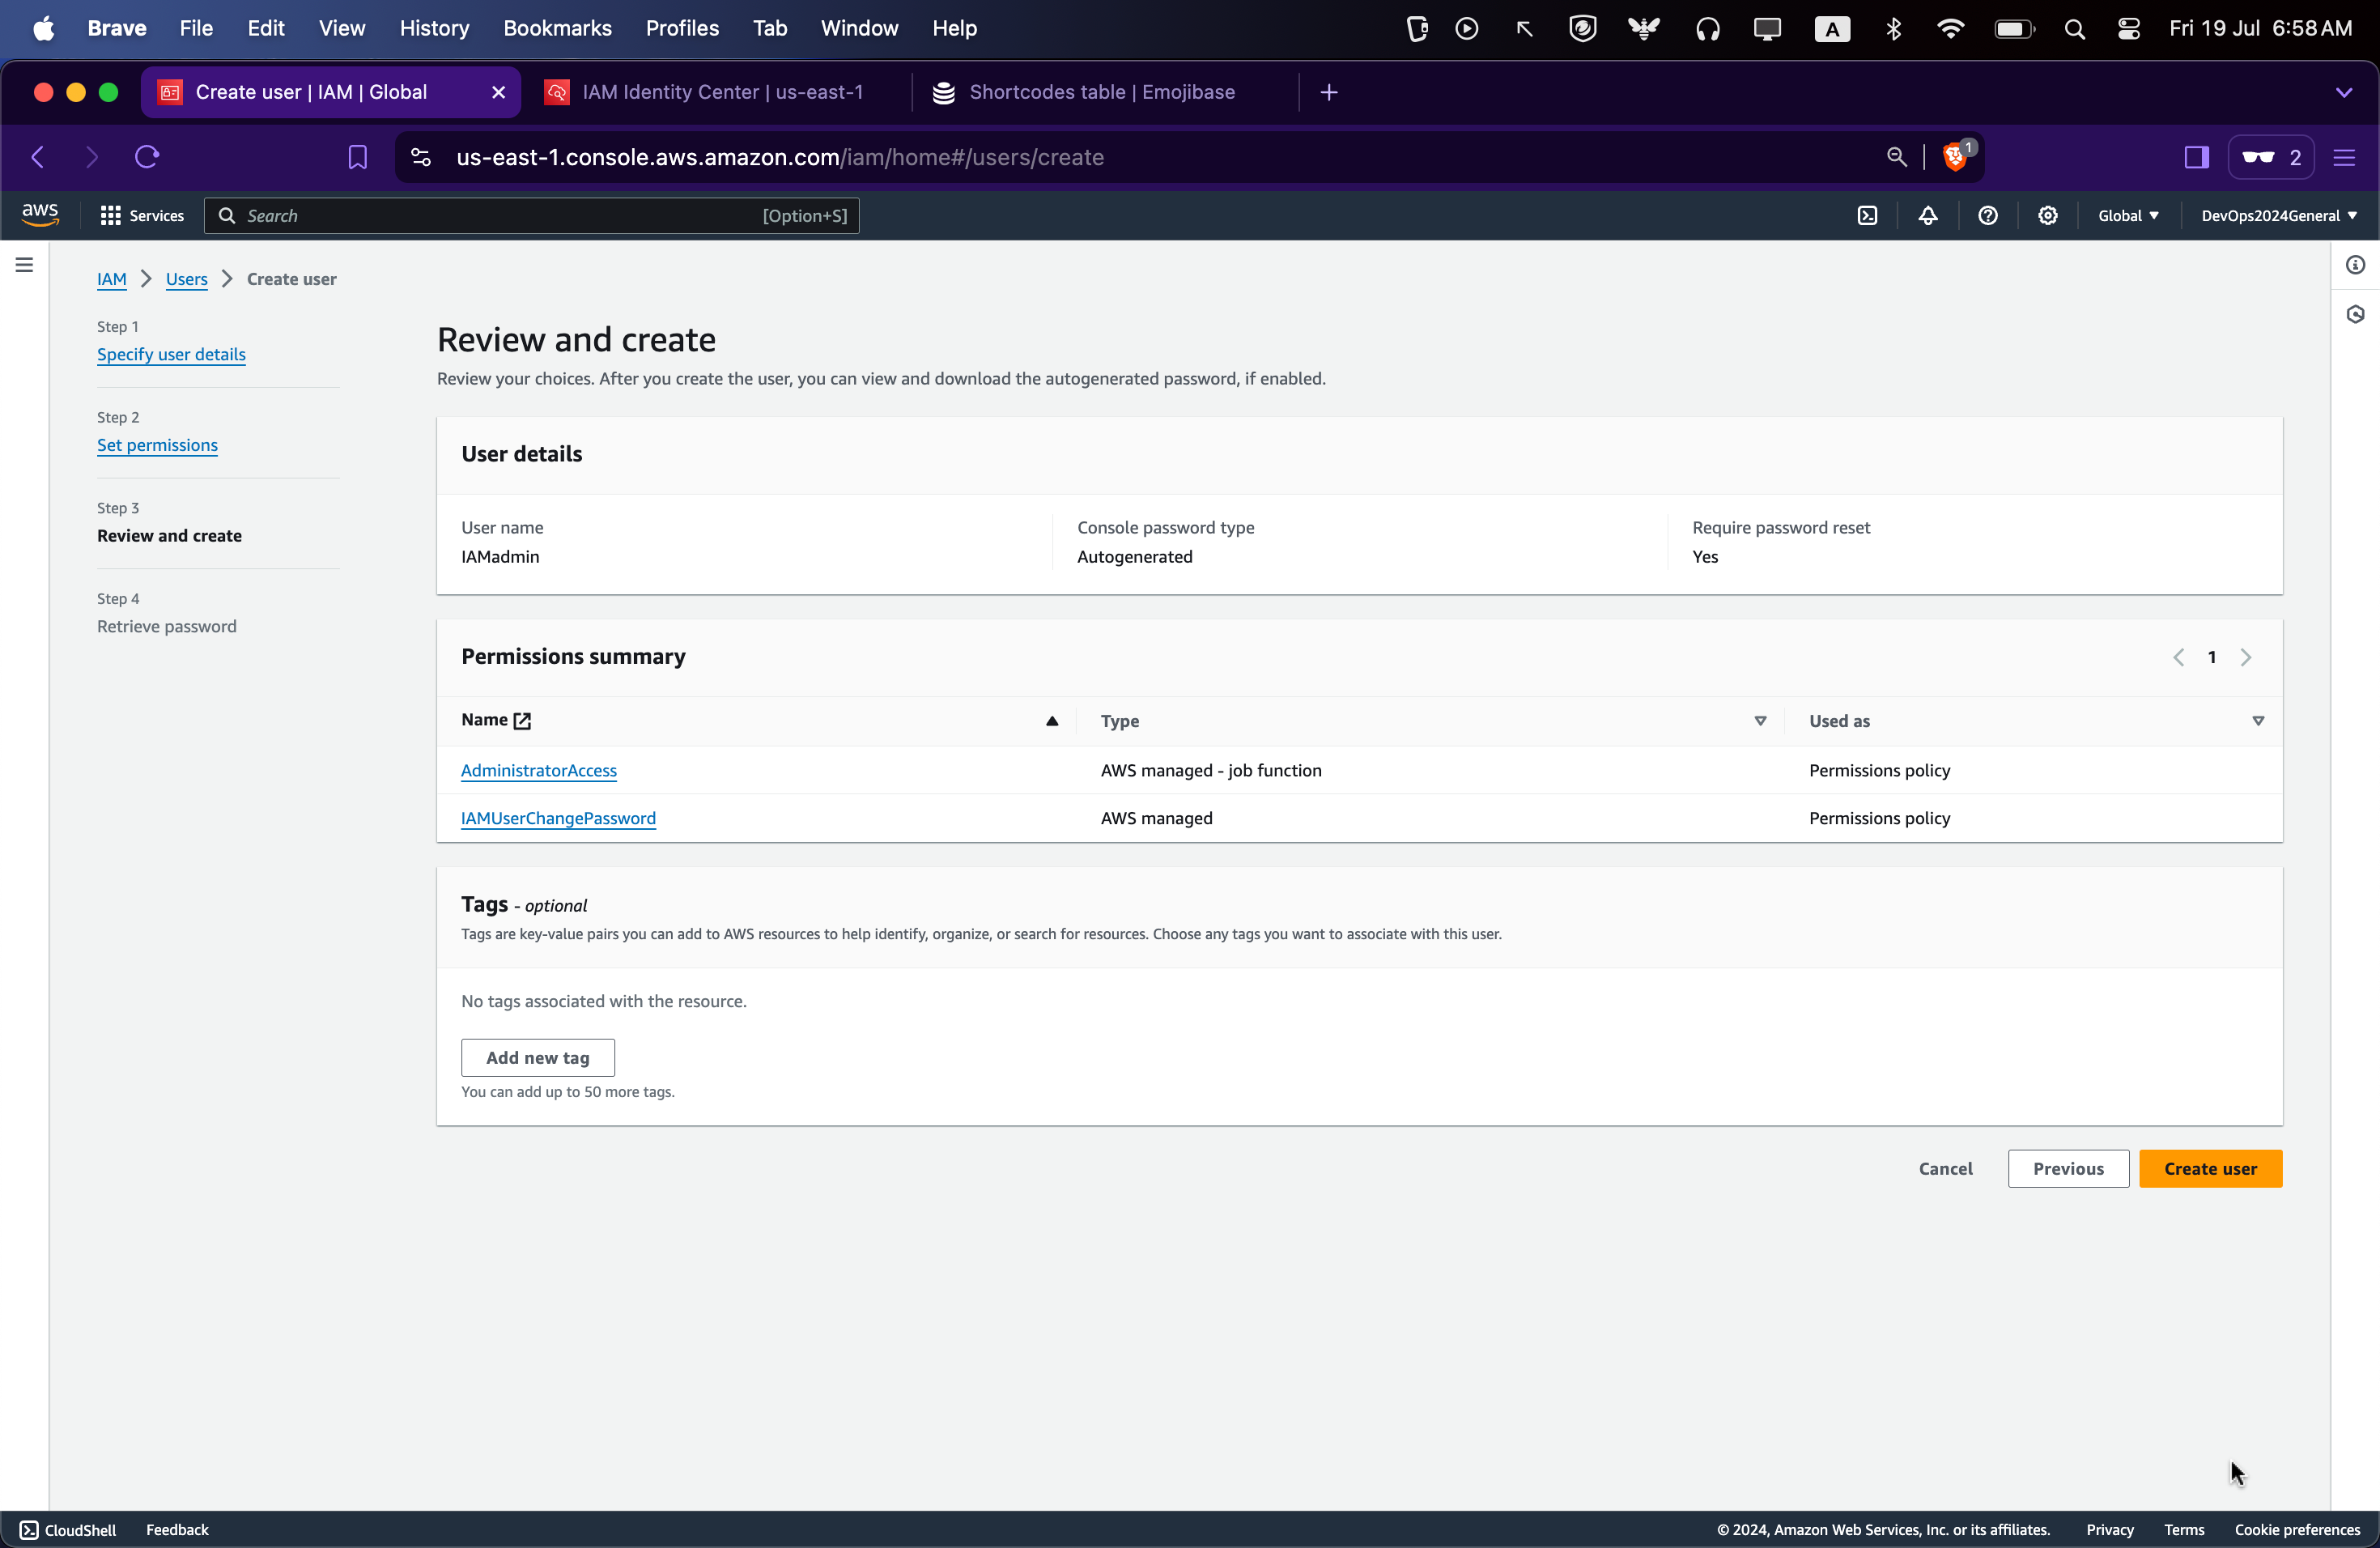 Brave File Edit View History Bookmarks Profiles Tab Window Help A Fri 19 Jul 6:58 AM
Create user | IAM | Global IAM Identity Center | us-east-1 Shortcodes table | Emojibase
us-east-1.console.aws.amazon.com/iam/home#/users/create 1 2
aws Services Search [Option+S] Global DevOps2024General
IAM Users Create user
Step 1
Specify user details
Step 2
Set permissions
Step 3
Review and create
Step 4
Retrieve password
Review and create
Review your choices. After you create the user, you can view and download the autogenerated password, if enabled.
User details
User name Console password type Require password reset
IAMadmin Autogenerated Yes
Permissions summary 1
Name Type Used as
AdministratorAccess AWS managed - job function Permissions policy
IAMUserChangePassword AWS managed Permissions policy
Tags - optional
Tags are key-value pairs you can add to AWS resources to help identify, organize, or search for resources. Choose any tags you want to associate with this user.
No tags associated with the resource.
Add new tag
You can add up to 50 more tags.
Cancel Previous Create user
CloudShell Feedback © 2024, Amazon Web Services, Inc. or its affiliates. Privacy Terms Cookie preferences